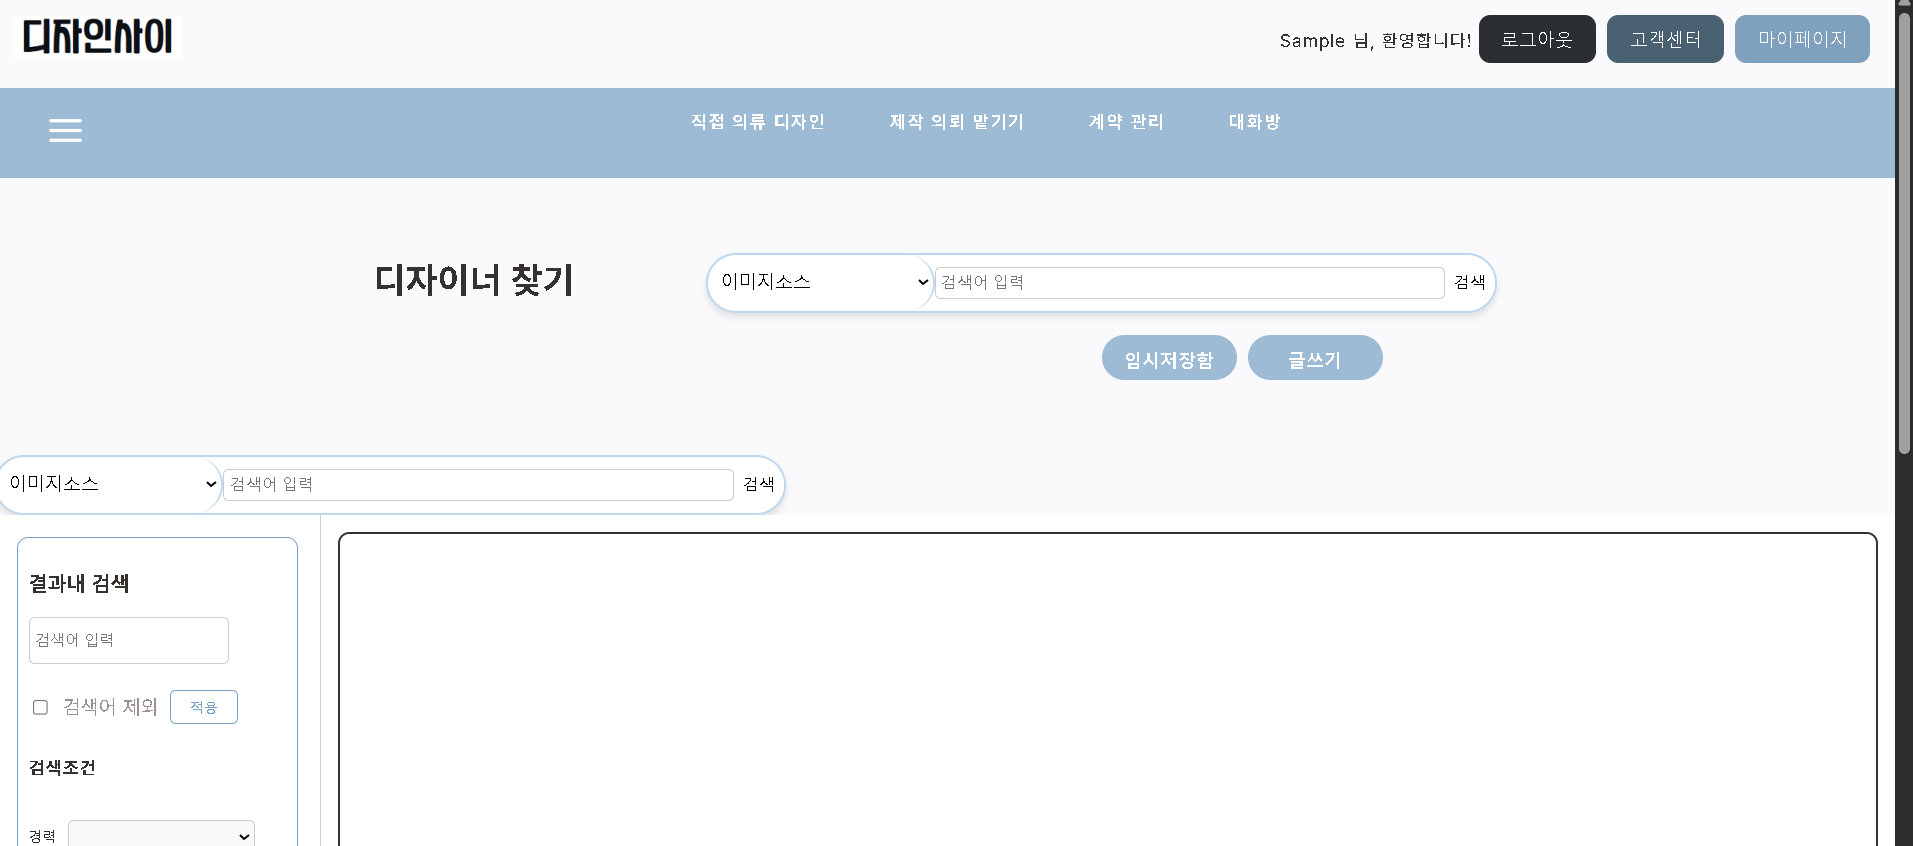 디자인사이
Sample 님, 환영합니다! 로그아웃 고객센터 마이페이지
직접 의류 디자인 제작 의뢰 맡기기 계약 관리 대화방
디자이너 찾기 이미지소스 검색어 입력 검색
임시저장함 글쓰기
이미지소스 검색어 입력 검색
결과내 검색
검색어 입력
검색어 제외 적용
검색조건
경력